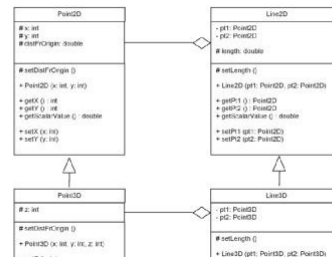 Point2D
# x: int
# y: int
# distFrOrigin: double
# setDistFrOrigin ()
+ Point2D (x: int, y: int)
+ getX () : int
+ getY () : int
+ getScalarValue () : double
+ setX (x: int)
+ setY (y: int)
Line2D
- pt1: Point2D
- pt2: Point2D
# length: double
# setLength ()
+ Line2D (pt1: Point2D, pt2: Point2D)
+ getPt1 () : Point2D
+ getPt2 () : Point2D
+ getScalarValue () : double
+ setPt1 (pt1: Point2D)
+ setPt2 (pt2: Point2D)
Point3D
# z: int
# setDistFrOrigin ()
+ Point3D (x: int, y: int, z: int)
Line3D
- pt1: Point3D
- pt2: Point3D
# setLength ()
+ Line3D (pt1: Point3D, pt2: Point3D)